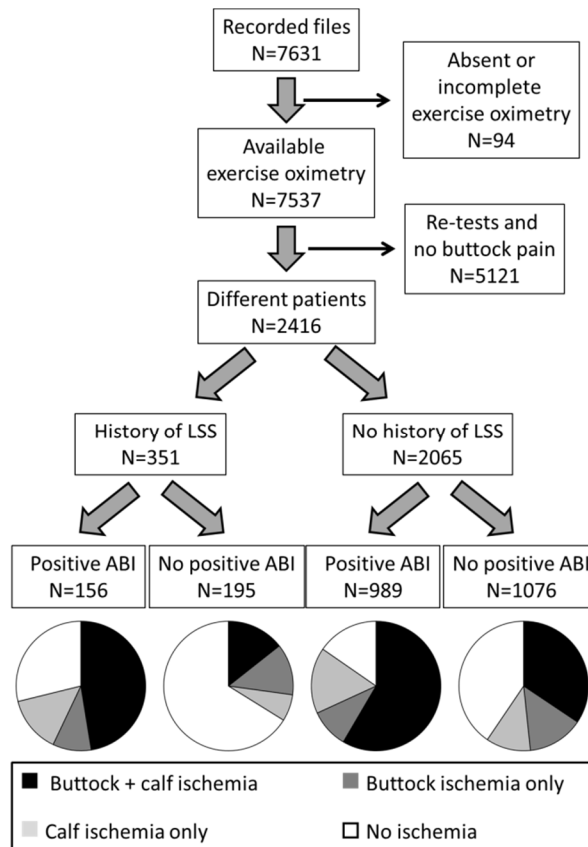 Recorded files
N=7631
Absent or
incomplete
exercise oximetry
N=94
Available
exercise oximetry
N=7537
Re-tests and
no buttock pain
N=5121
Different patients
N=2416
History of LSS
N=351
No history of LSS
N=2065
Positive ABI
N=156
No positive ABI
N=195
Positive ABI
N=989
No positive ABI
N=1076
Buttock + calf ischemia
Buttock ischemia only
Calf ischemia only
No ischemia